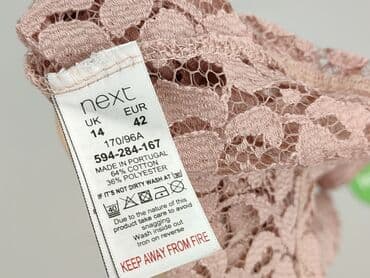 next
UK EUR
14 42
170/96A
594-284-167
MADE IN PORTUGAL
64% COTTON
36% POLYESTER
IF IT'S NOT DIRTY WASH AT
40
Due to the nature of this
product take care to avoid
snagging
Wash inside out
iron on reverse
KEEP AWAY FROM FIRE